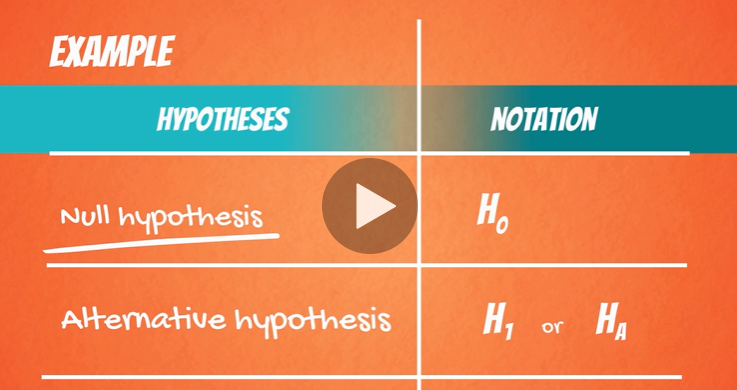 EXAMPLE
HYPOTHESES NOTATION
Null hypothesis H₀
Alternative hypothesis H₁ or Hₐ